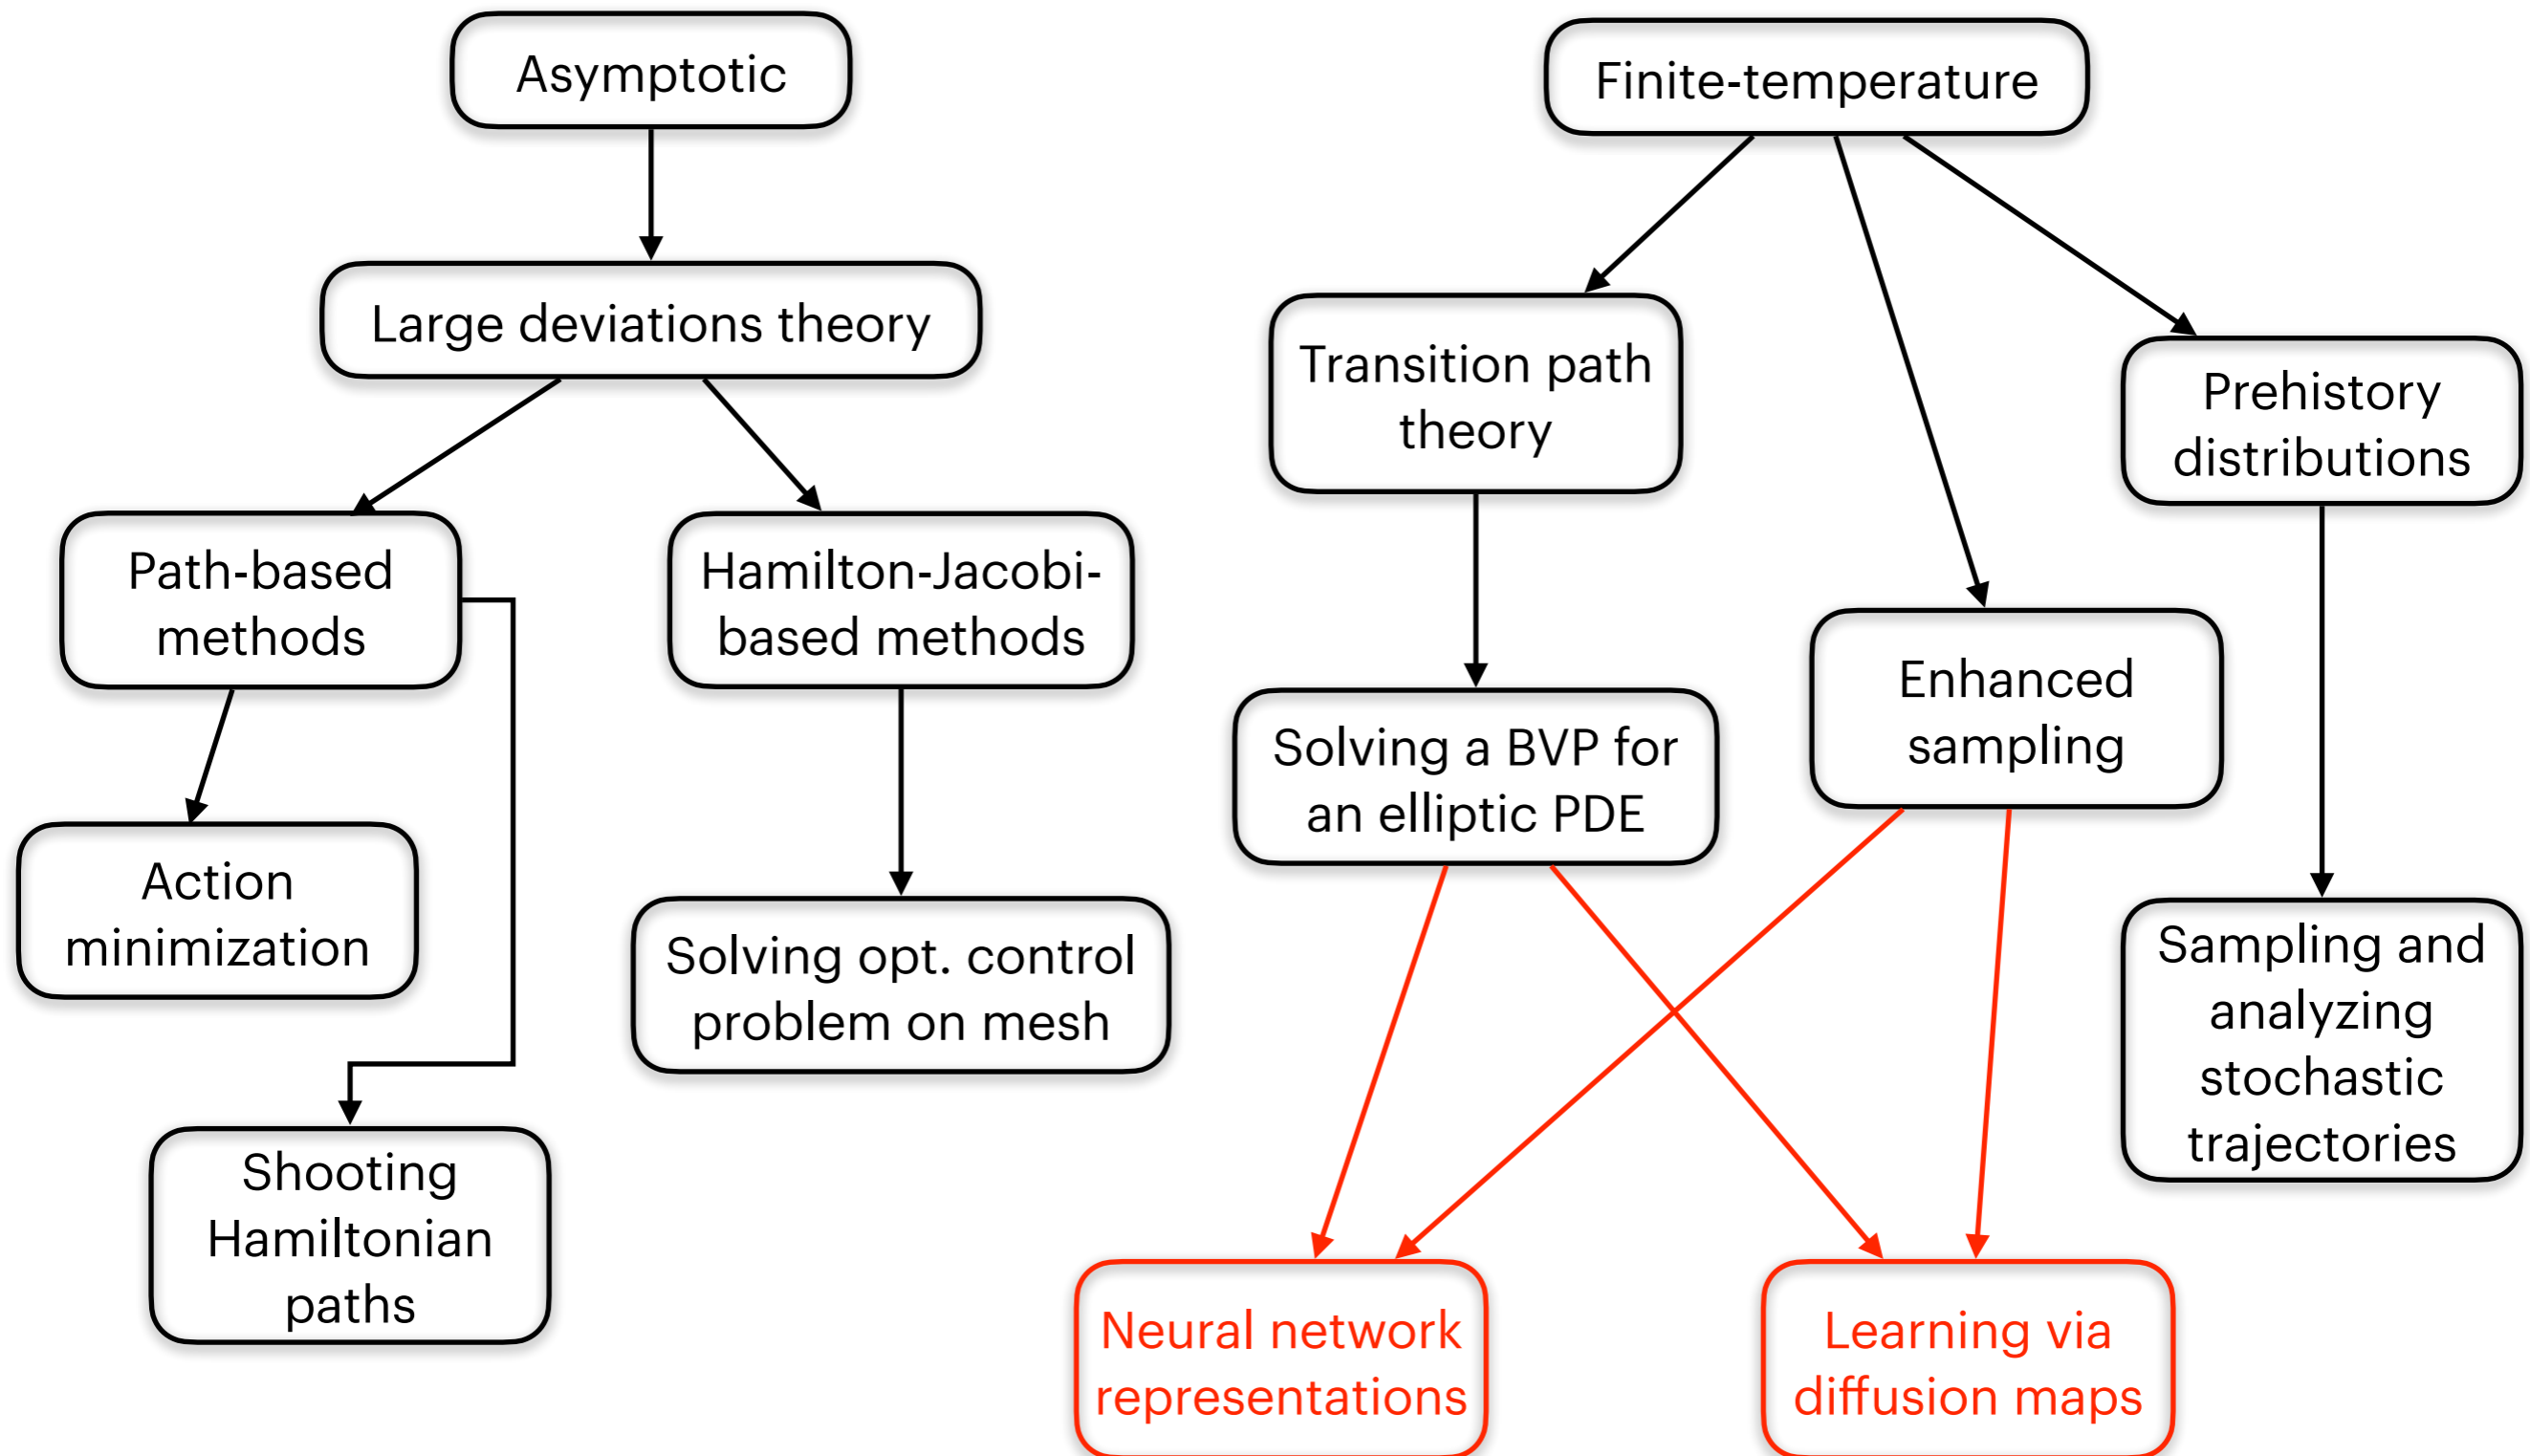 Asymptotic
Finite-temperature
Large deviations theory
Transition path
theory
Prehistory
distributions
Path-based
methods
Hamilton-Jacobi-
based methods
Enhanced
sampling
Solving a BVP for
an elliptic PDE
Action
minimization
Solving opt. control
problem on mesh
Sampling and
analyzing
stochastic
trajectories
Shooting
Hamiltonian
paths
Neural network
representations
Learning via
diffusion maps